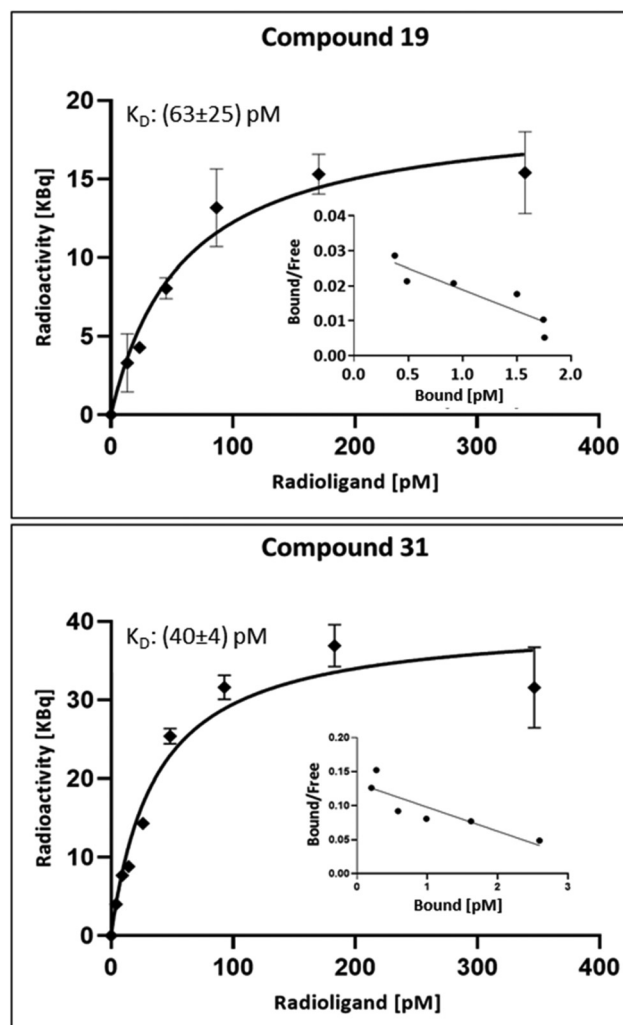 Compound 19
K_D: (63±25) pM
Radioactivity [KBq]
20
15
10
5
0
0 100 200 300 400
Radioligand [pM]
Bound/Free
0.04
0.03
0.02
0.01
0.00
0.0 0.5 1.0 1.5 2.0
Bound [pM]
Compound 31
K_D: (40±4) pM
Radioactivity [KBq]
40
30
20
10
0
0 100 200 300 400
Radioligand [pM]
Bound/Free
0.20
0.15
0.10
0.05
0.00
0 1 2 3
Bound [pM]